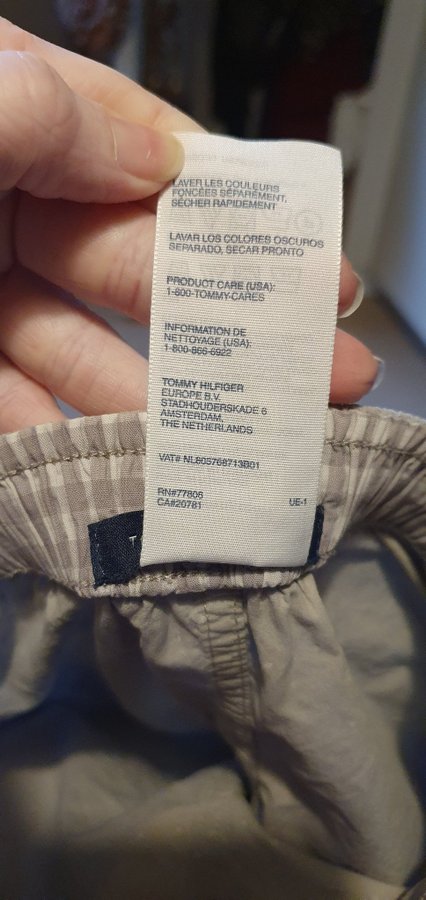 LAVER LES COULEURS
FONCÉES SÉPARÉMENT,
SÉCHER RAPIDEMENT
LAVAR LOS COLORES OSCUROS
SEPARADO, SECAR PRONTO
PRODUCT CARE (USA):
1-800-TOMMY-CARES
INFORMATION DE
NETTOYAGE (USA):
1-800-866-6922
TOMMY HILFIGER
EUROPE B.V.
STADHOUDERSKADE 6
AMSTERDAM,
THE NETHERLANDS
VAT# NL805768713B01
RN#77806
CA#20781
UE-1
T